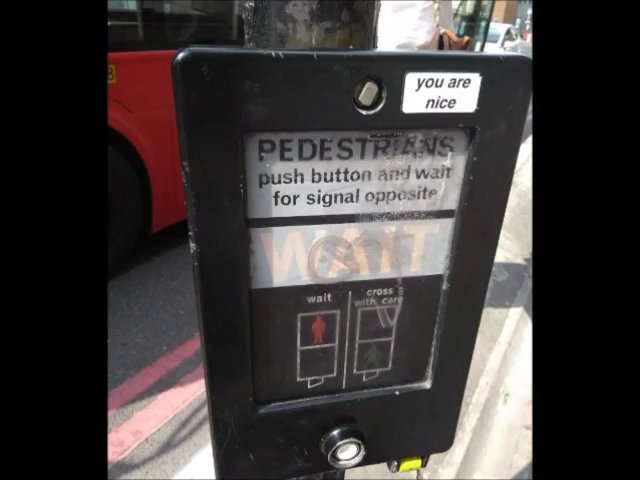 you are
nice
PEDESTRIANS
push button and wait
for signal opposite
WAIT
wait
cross
with care